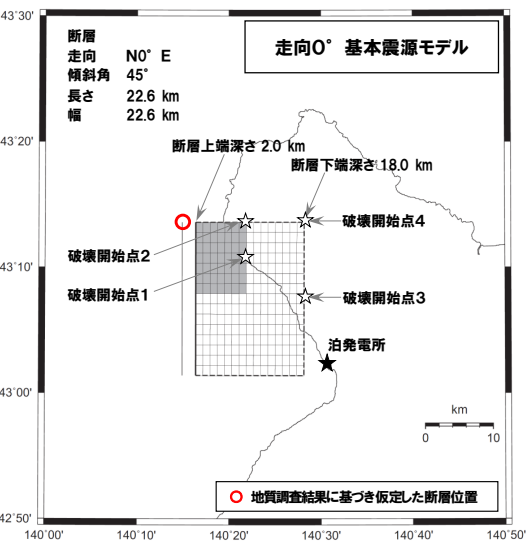 43°30'
断層
走向 N0° E
傾斜角 45°
長さ 22.6 km
幅 22.6 km
走向0° 基本震源モデル
43°20'
断層上端深さ 2.0 km
断層下端深さ 18.0 km
破壊開始点4
破壊開始点2
43°10'
破壊開始点1
破壊開始点3
泊発電所
43°00'
km
0 10
地質調査結果に基づき仮定した断層位置
42°50'
140°00' 140°10' 140°20' 140°30' 140°40' 140°50'